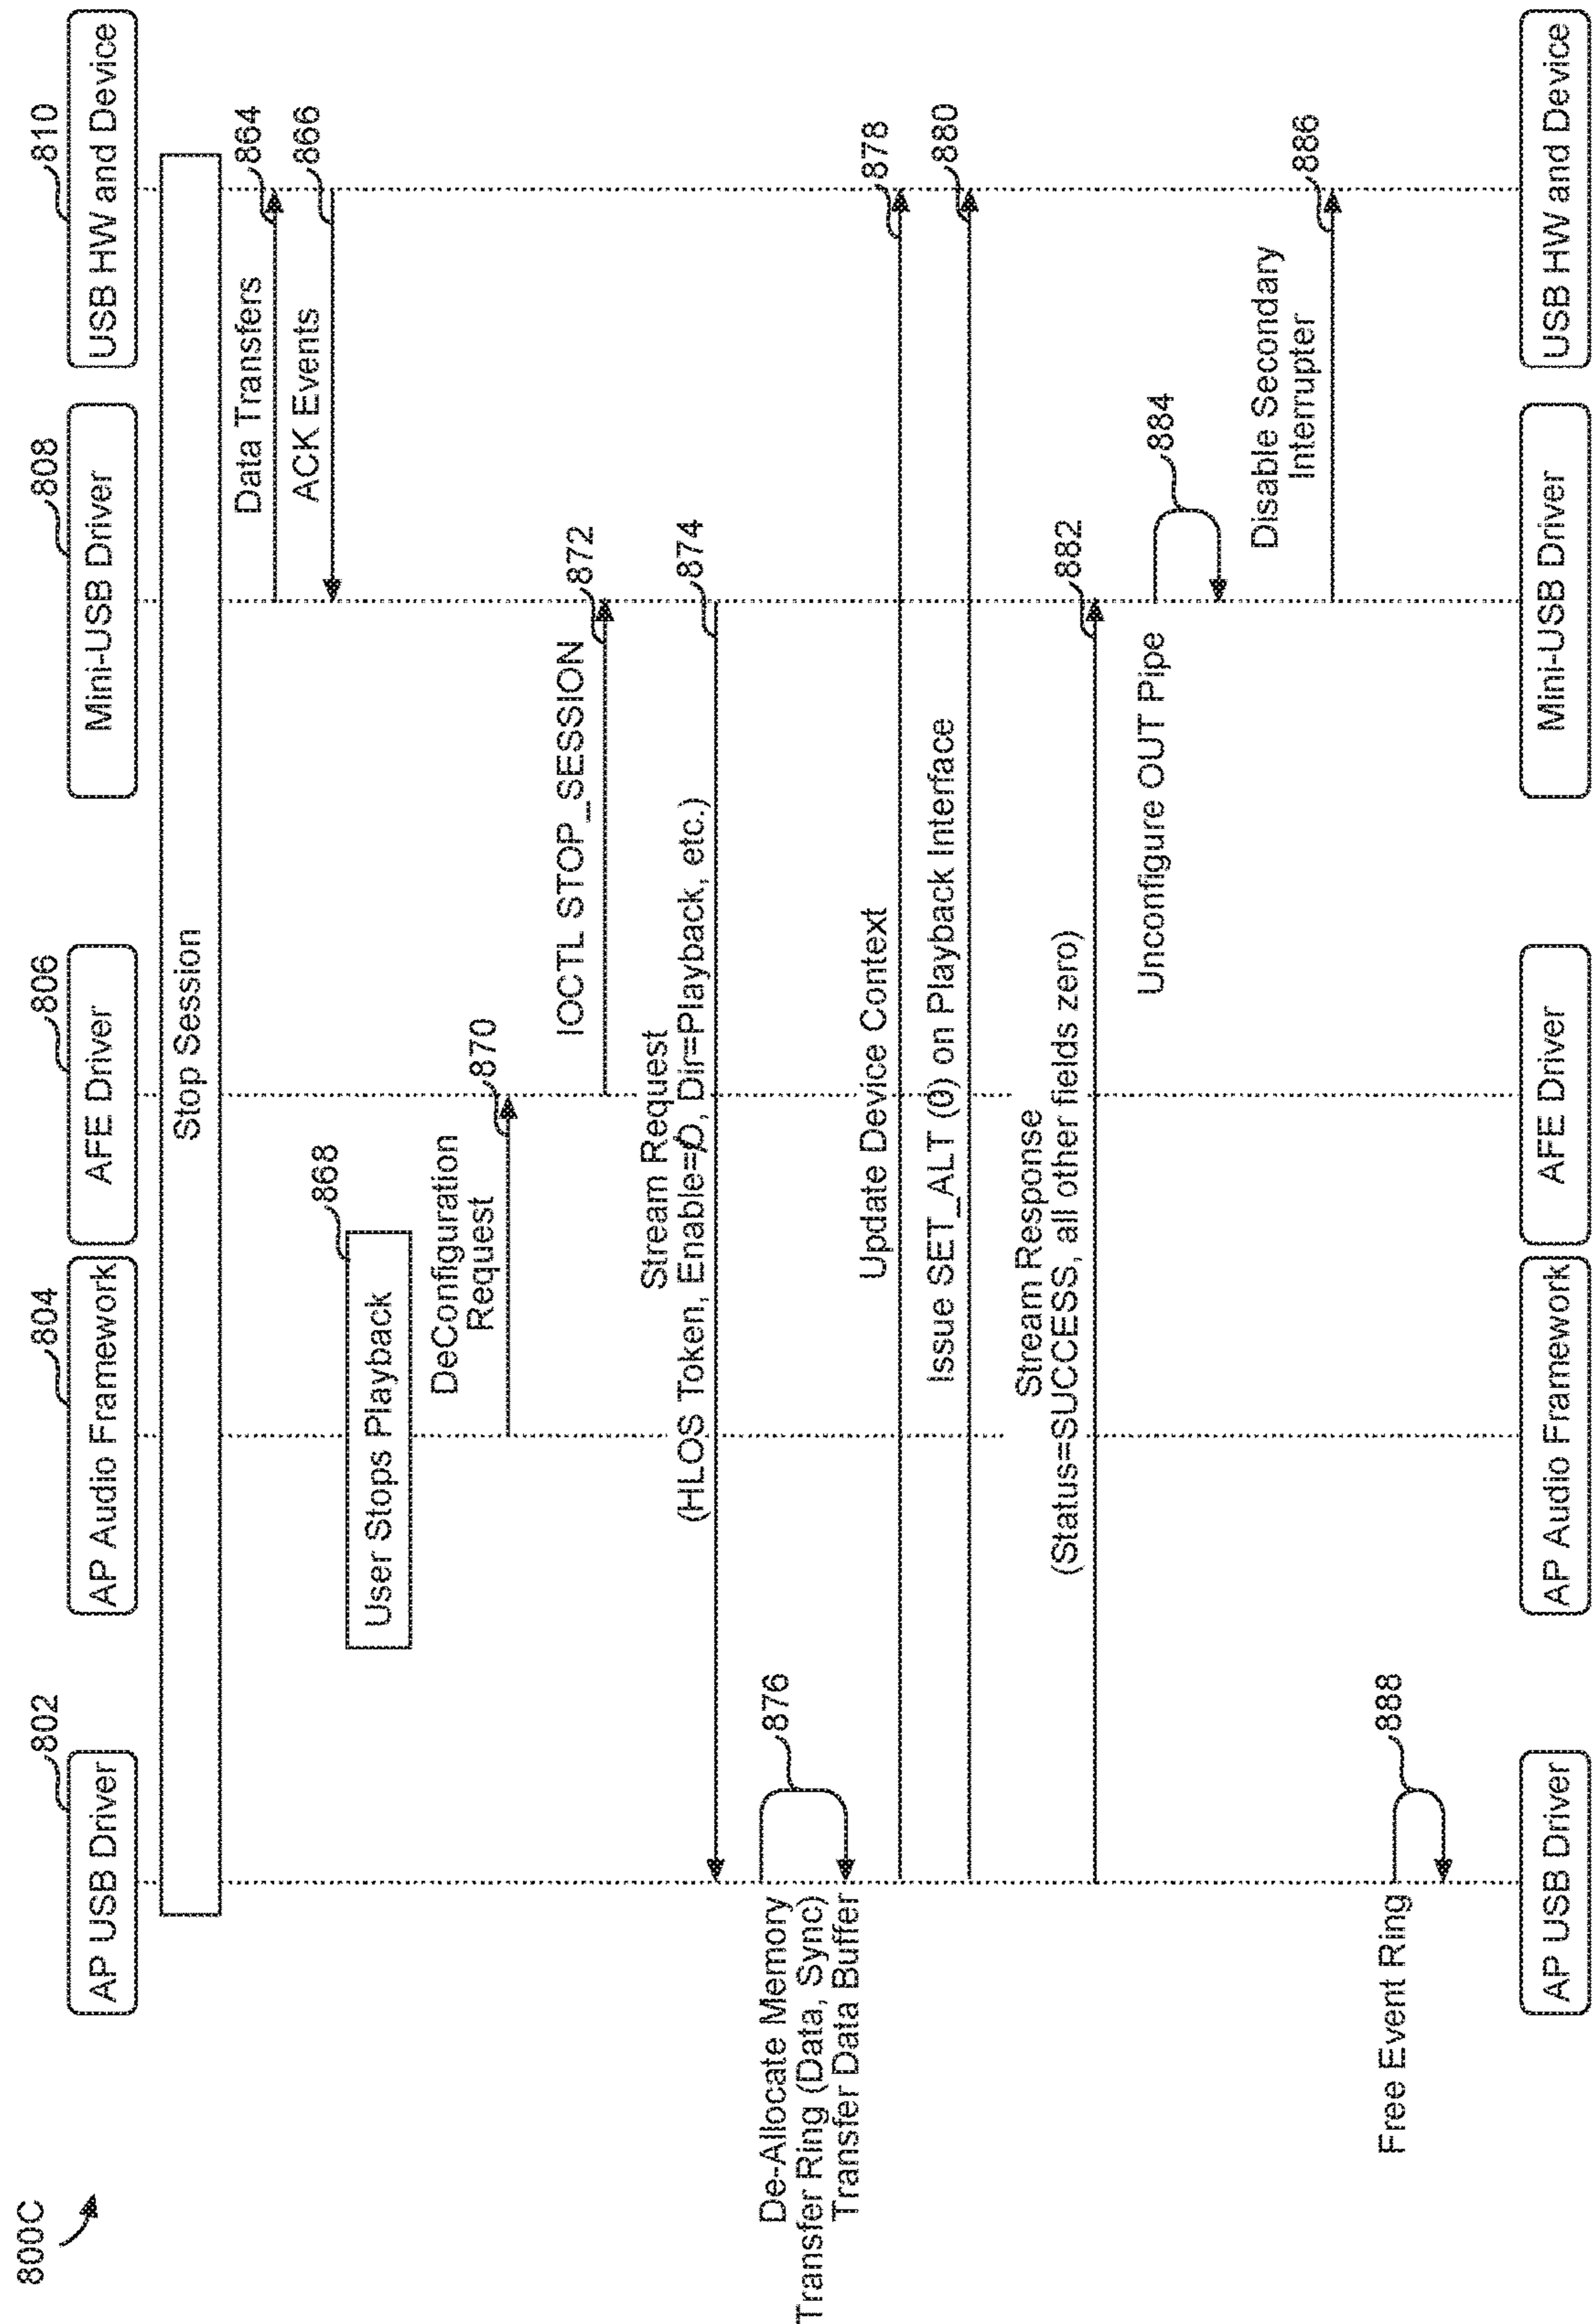 800C
802
804
806
808
810
AP USB Driver
AP Audio Framework
AFE Driver
Mini-USB Driver
USB HW and Device
Stop Session
Data Transfers
864
ACK Events
866
User Stops Playback
868
DeConfiguration
Request
870
IOCTL STOP_SESSION
872
Stream Request
(HLOS Token, Enable=0, Dir=Playback, etc.)
874
De-Allocate Memory
Transfer Ring (Data, Sync)
Transfer Data Buffer
876
Update Device Context
878
Issue SET_ALT (0) on Playback Interface
880
Stream Response
(Status=SUCCESS, all other fields zero)
882
Unconfigure OUT Pipe
884
Disable Secondary
Interrupter
886
Free Event Ring
888
AP USB Driver
AP Audio Framework
AFE Driver
Mini-USB Driver
USB HW and Device